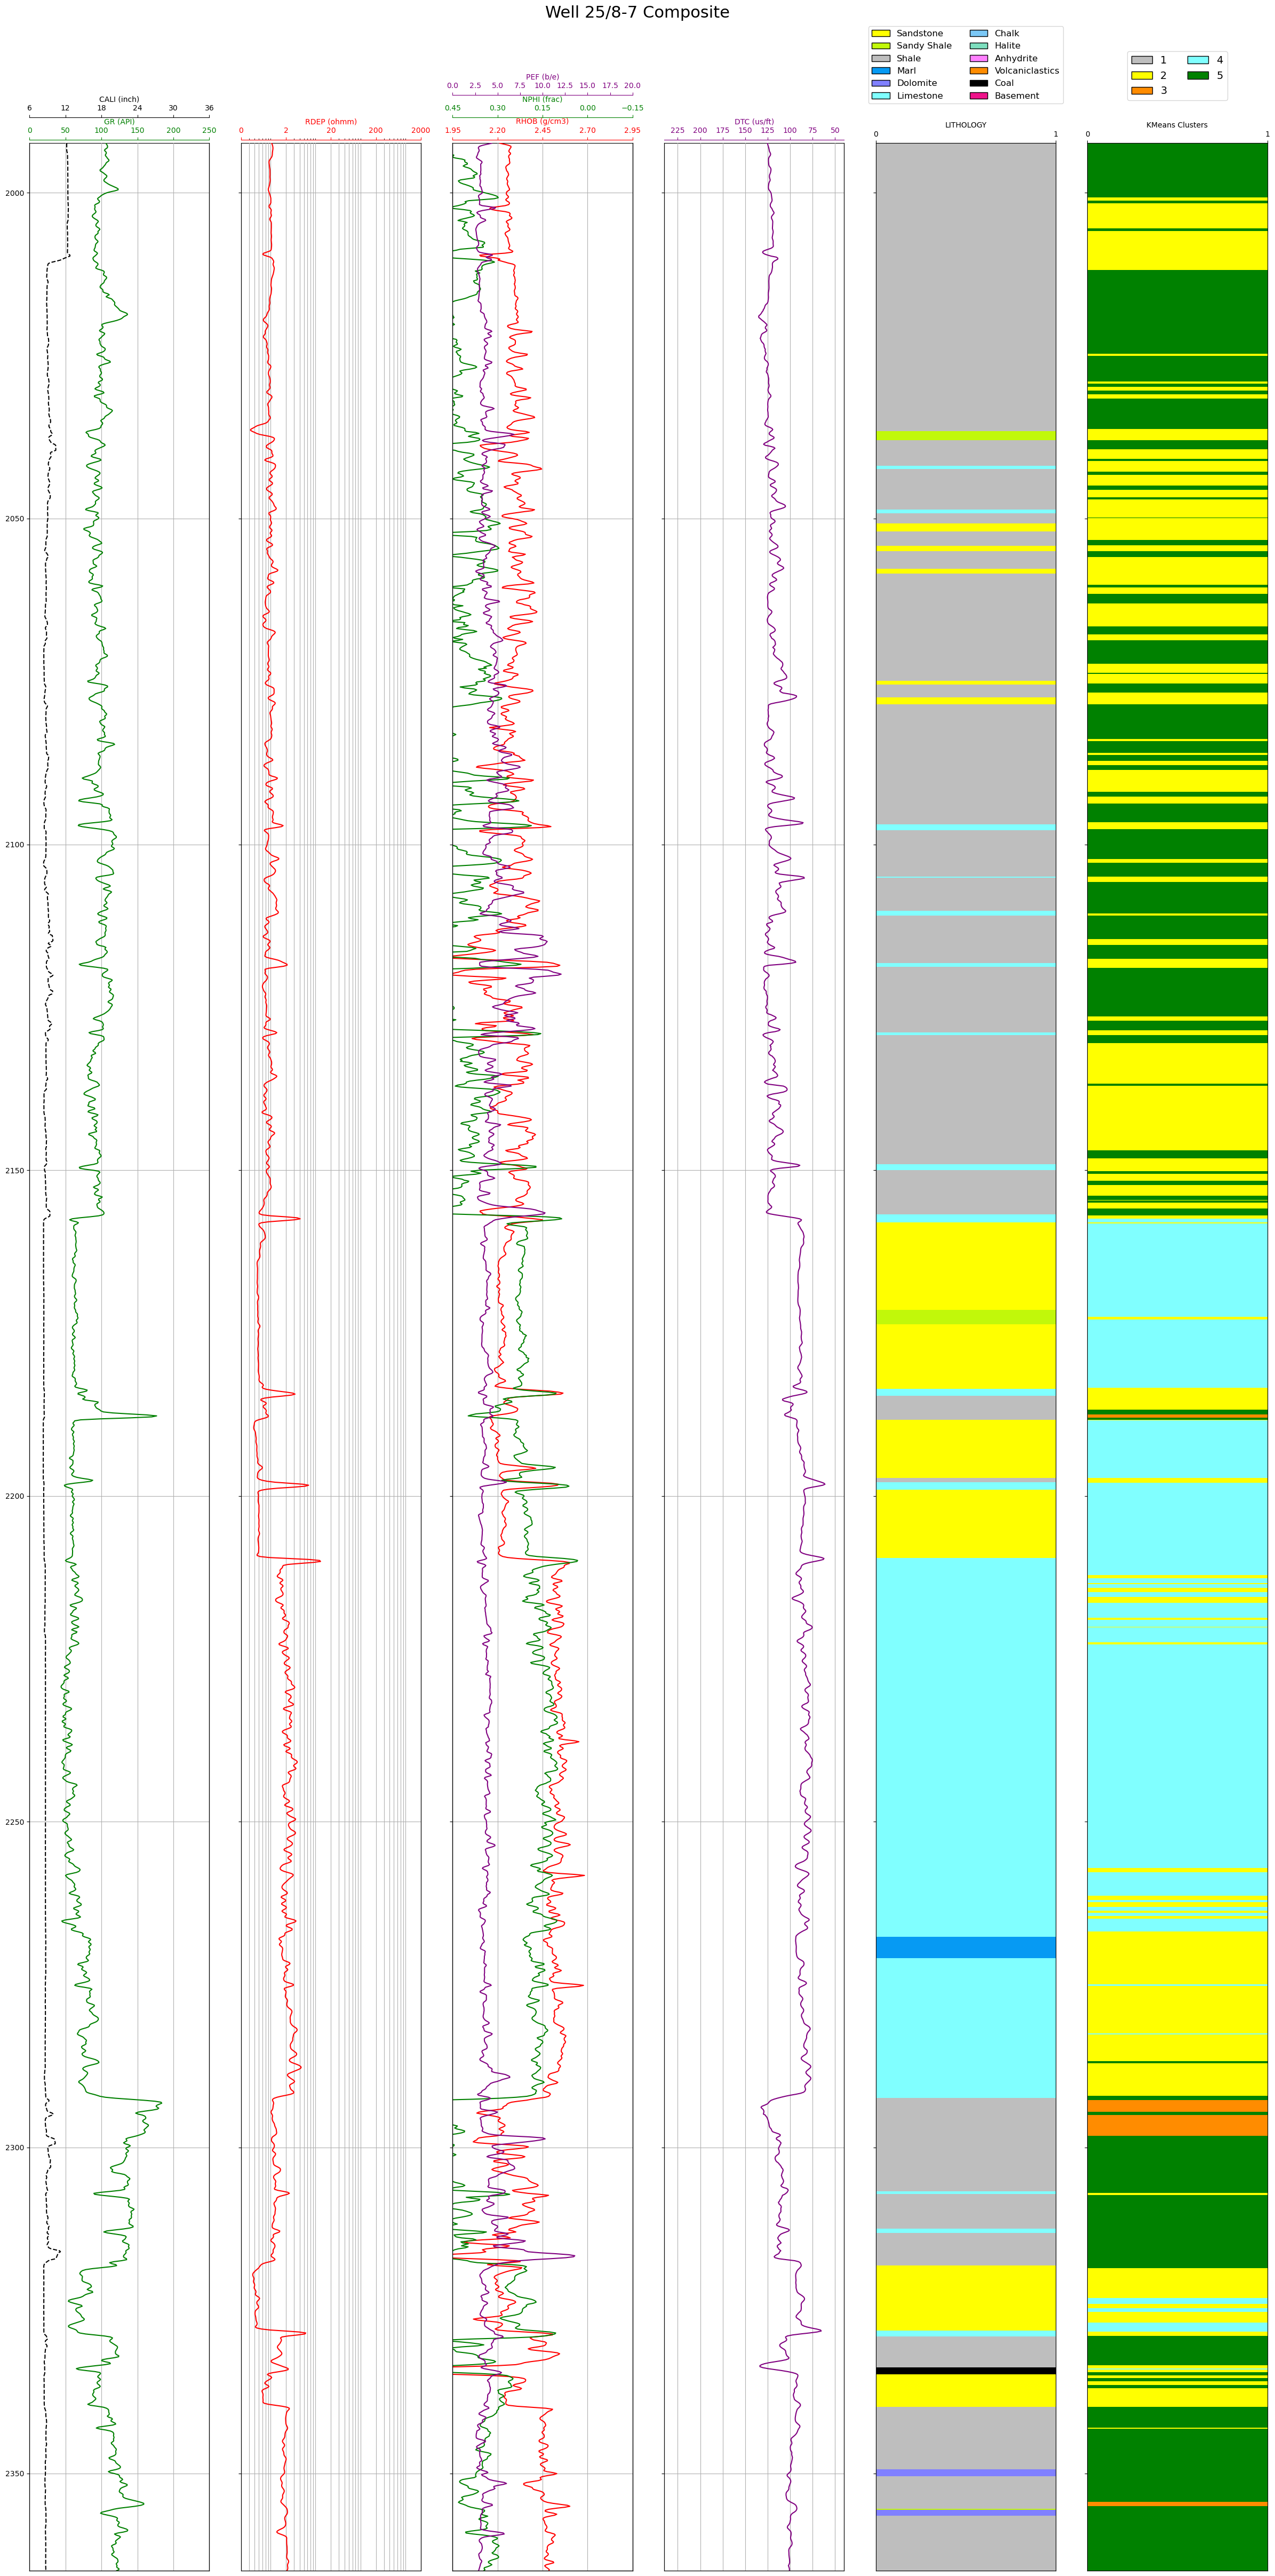 Well 25/8-7 Composite
Sandstone Chalk
Sandy Shale Halite
Shale Anhydrite
Marl Volcaniclastics
Dolomite Coal
Limestone Basement
1 4
2 5
3
PEF (b/e)
0.0 2.5 5.0 7.5 10.0 12.5 15.0 17.5 20.0
CALI (inch)
6 12 18 24 30 36
NPHI (frac)
0.45 0.30 0.15 0.00 −0.15
GR (API)
0 50 100 150 200 250
RDEP (ohmm)
0 2 20 200 2000
RHOB (g/cm3)
1.95 2.20 2.45 2.70 2.95
DTC (us/ft)
225 200 175 150 125 100 75 50
LITHOLOGY
0 1
KMeans Clusters
0 1
2000
2050
2100
2150
2200
2250
2300
2350